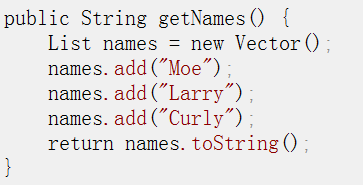 public String getNames() {
    List names = new Vector();
    names.add("Moe");
    names.add("Larry");
    names.add("Curly");
    return names.toString();
}